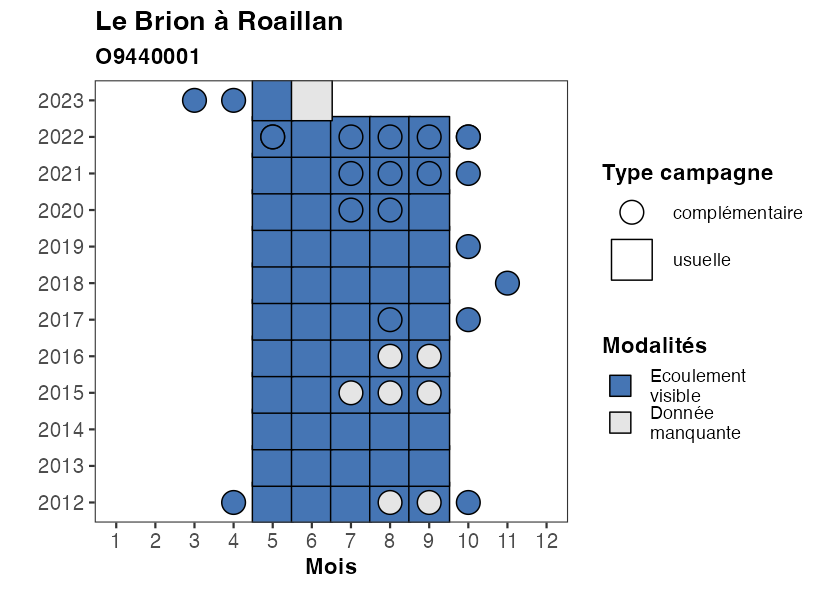 Le Brion à Roaillan
O9440001
2023
2022
2021
2020
2019
2018
2017
2016
2015
2014
2013
2012
1 2 3 4 5 6 7 8 9 10 11 12
Mois
Type campagne
complémentaire
usuelle
Modalités
Ecoulement
visible
Donnée
manquante